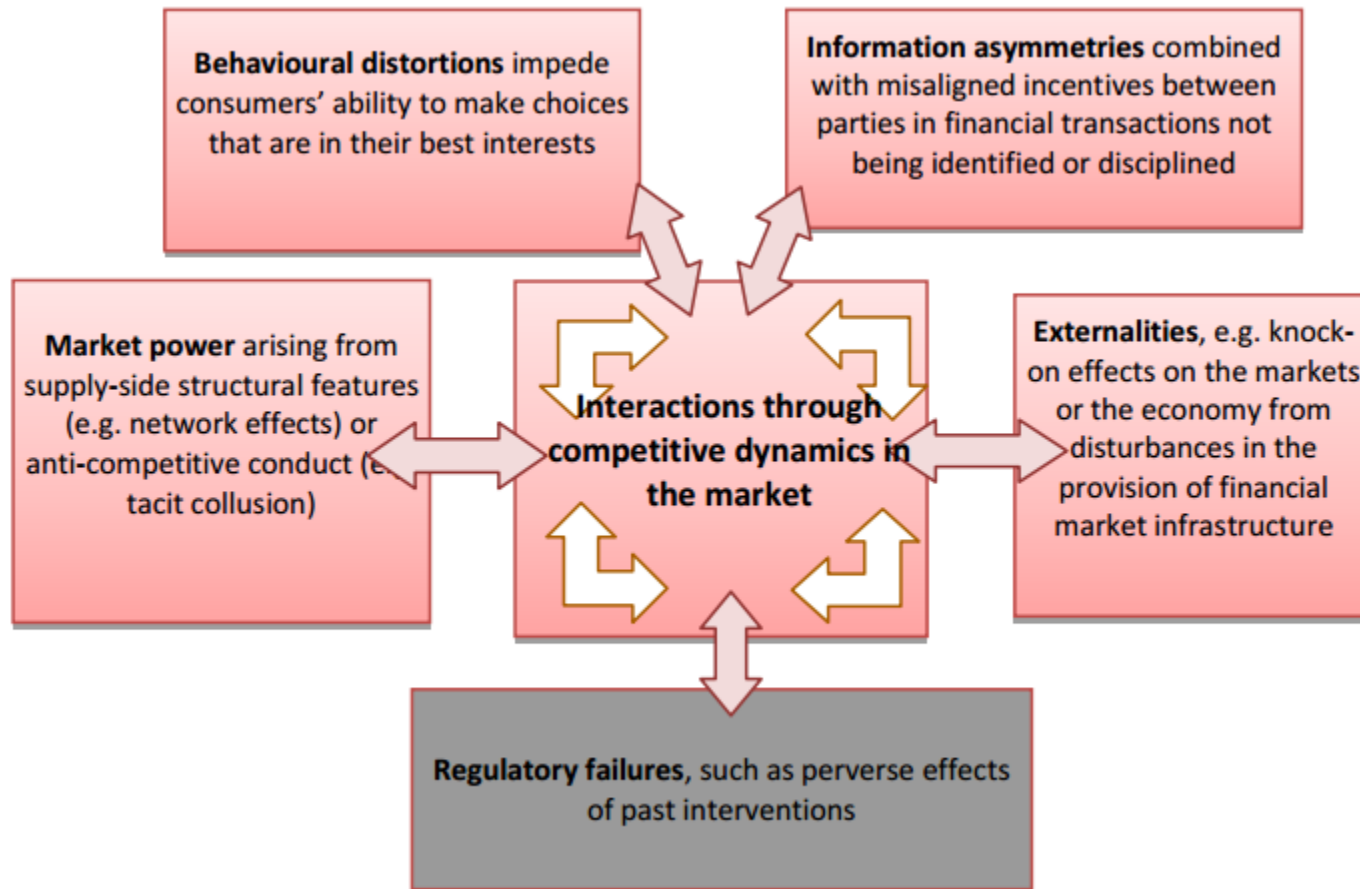 Behavioural distortions impede
consumers' ability to make choices
that are in their best interests
Information asymmetries combined
with misaligned incentives between
parties in financial transactions not
being identified or disciplined
Market power arising from
supply-side structural features
(e.g. network effects) or
anti-competitive conduct (
tacit collusion)
Interactions through
competitive dynamics in
the market
Externalities, e.g. knock-
on effects on the markets
or the economy from
disturbances in the
provision of financial
market infrastructure
Regulatory failures, such as perverse effects
of past interventions